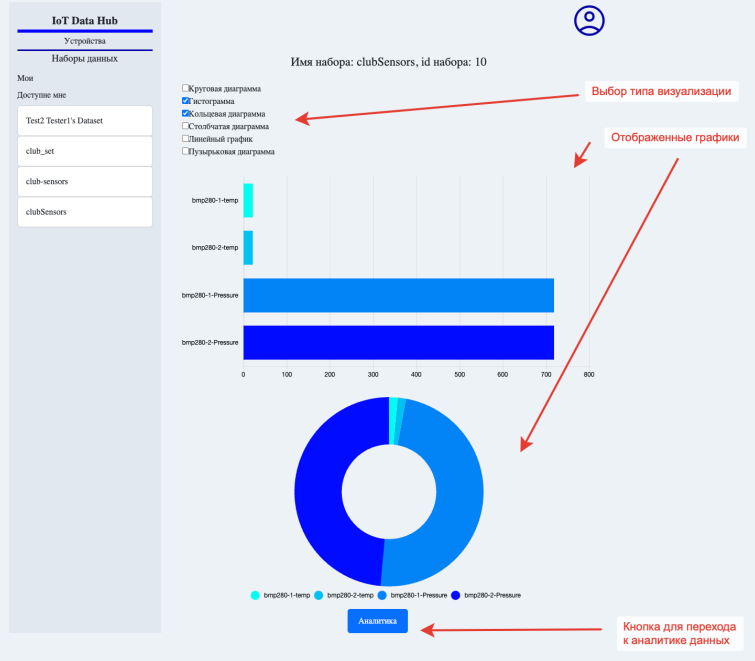 IoT Data Hub
Устройства
Наборы данных
Мои
Доступне мне
Test2 Tester1's Dataset
club_set
club-sensors
clubSensors
Имя набора: clubSensors, id набора: 10
Круговая диаграмма
Гистограмма
Кольцевая диаграмма
Столбчатая диаграмма
Линейный график
Пузырьковая диаграмма
Выбор типа визуализации
Отображенные графики
bmp280-1-temp
bmp280-2-temp
bmp280-1-Pressure
bmp280-2-Pressure
0 100 200 300 400 500 600 700 800
bmp280-1-temp bmp280-2-temp bmp280-1-Pressure bmp280-2-Pressure
Аналитика
Кнопка для перехода
к аналитике данных